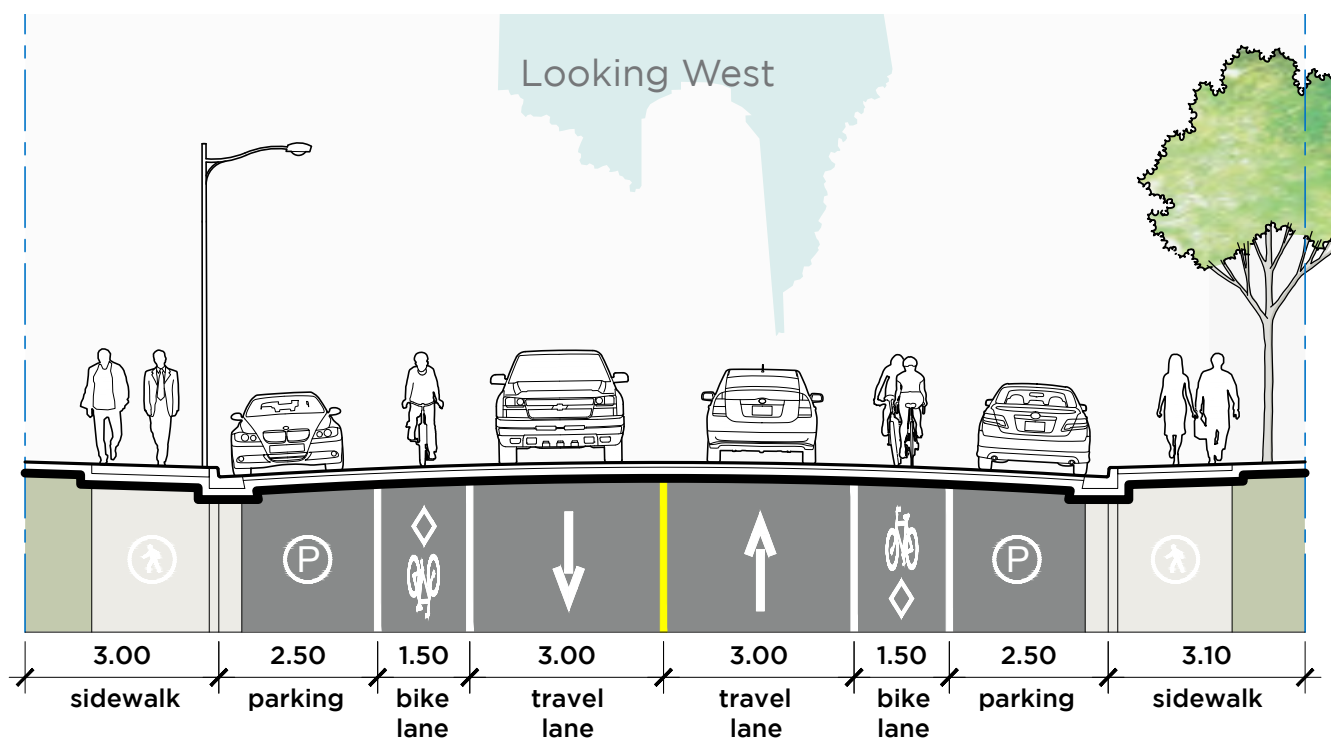 Looking West
P P
3.00 2.50 1.50 3.00 3.00 1.50 2.50 3.10
sidewalk parking bike travel travel bike parking sidewalk
lane lane lane lane